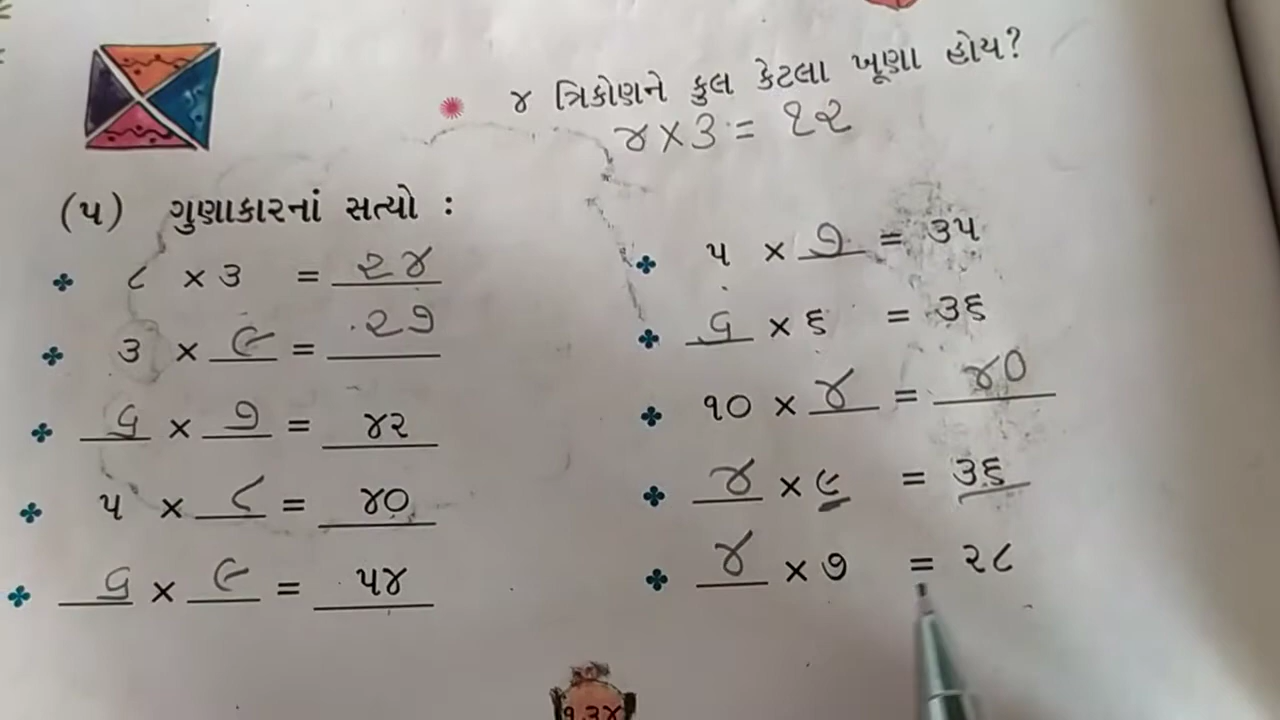 ૪ ત્રિકોણને કુલ કેટલા ખૂણા હોય?
૪ × ૩ = ૧૨
(૫) ગુણાકારનાં સત્યો :
૮ × ૩ = ૨૪
૩ × ૯ = ૨૭
૬ × ૭ = ૪૨
૫ × ૮ = ૪૦
૬ × ૯ = ૫૪
૫ × ૭ = ૩૫
૬ × ૬ = ૩૬
૧૦ × ૪ = ૪૦
૪ × ૯ = ૩૬
૪ × ૭ = ૨૮